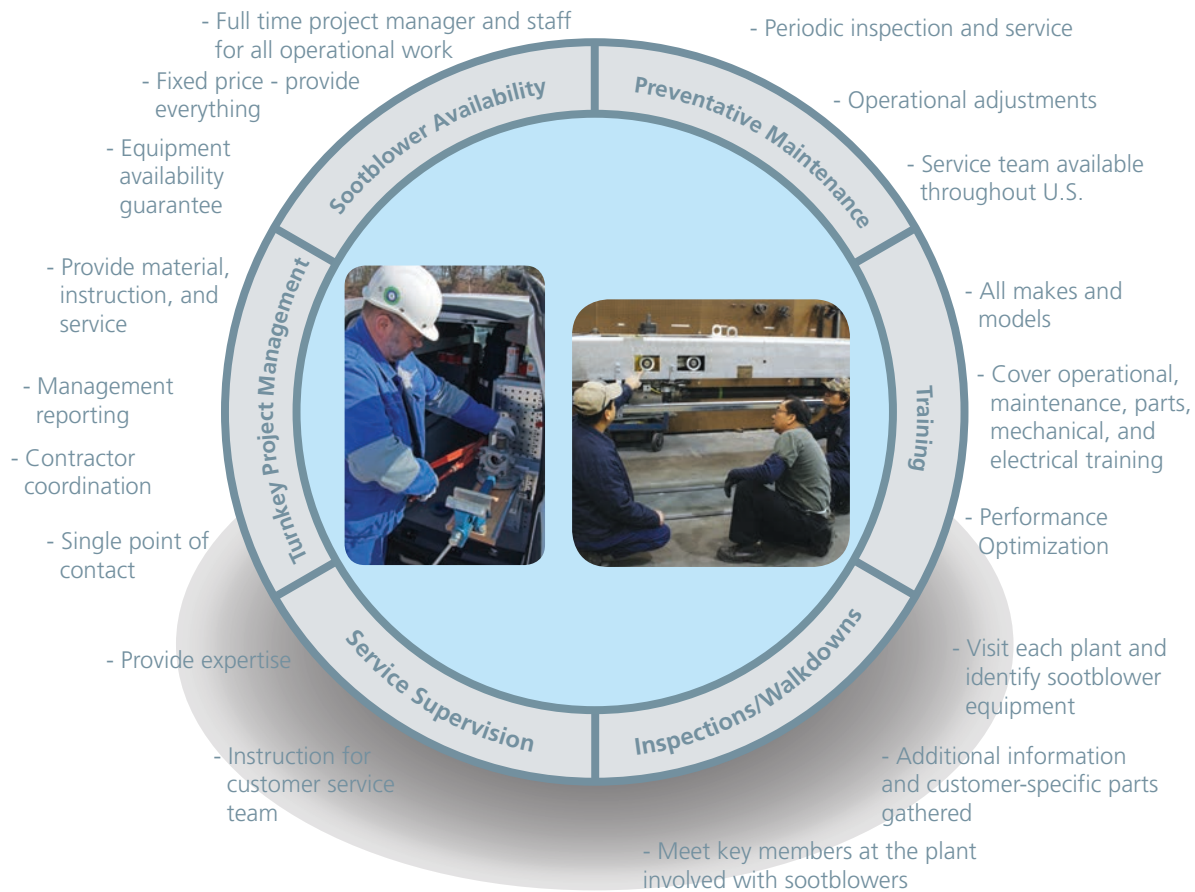 - Full time project manager and staff
for all operational work
- Fixed price - provide
everything
- Equipment
availability
guarantee
Sootblower Availability
- Periodic inspection and service
- Operational adjustments
- Service team available
throughout U.S.
Preventative Maintenance
- All makes and
models
- Cover operational,
maintenance, parts,
mechanical, and
electrical training
- Performance
Optimization
Training
- Visit each plant and
identify sootblower
equipment
- Additional information
and customer-specific parts
gathered
- Meet key members at the plant
involved with sootblowers
Inspections/Walkdowns
- Provide expertise
- Instruction for
customer service
team
Service Supervision
- Provide material,
instruction, and
service
- Management
reporting
- Contractor
coordination
- Single point of
contact
Turnkey Project Management